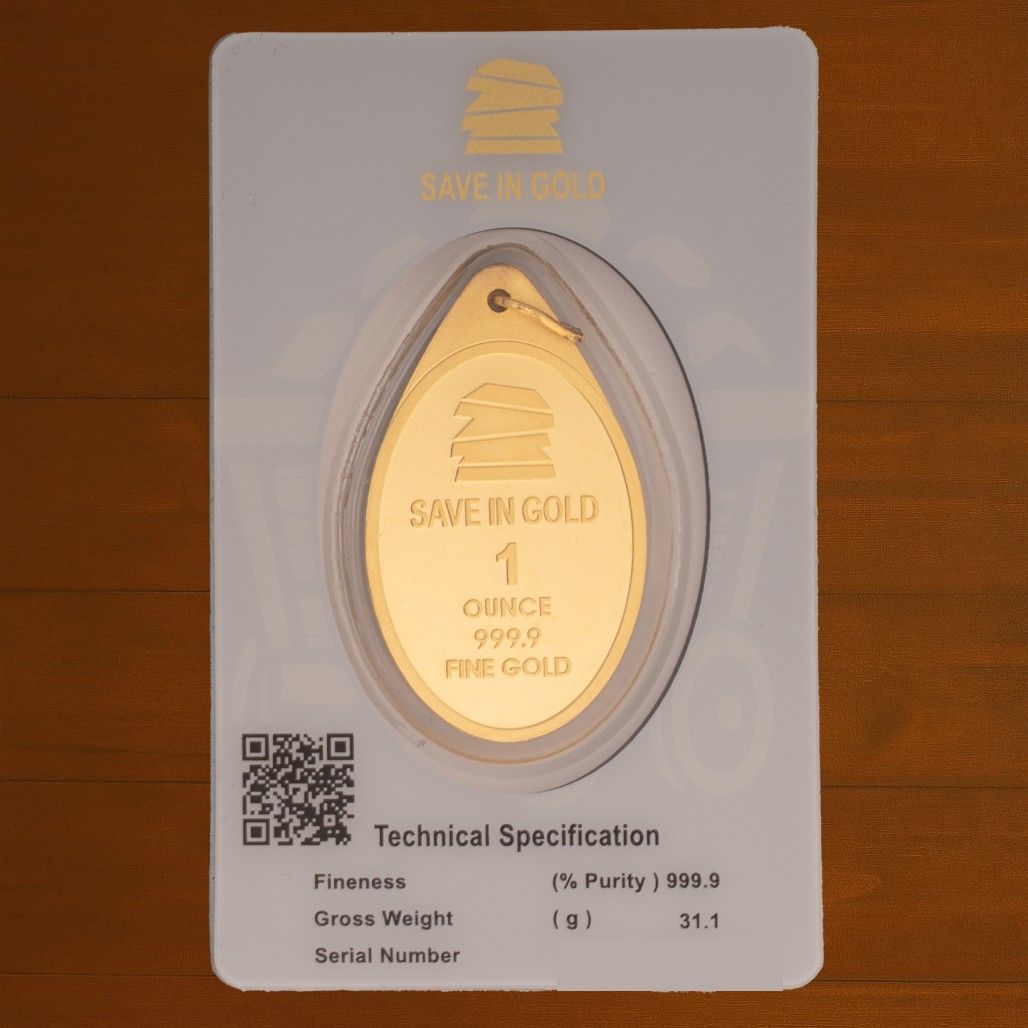 SAVE IN GOLD
SAVE IN GOLD
1
OUNCE
999.9
FINE GOLD
Technical Specification
Fineness (% Purity ) 999.9
Gross Weight ( g ) 31.1
Serial Number